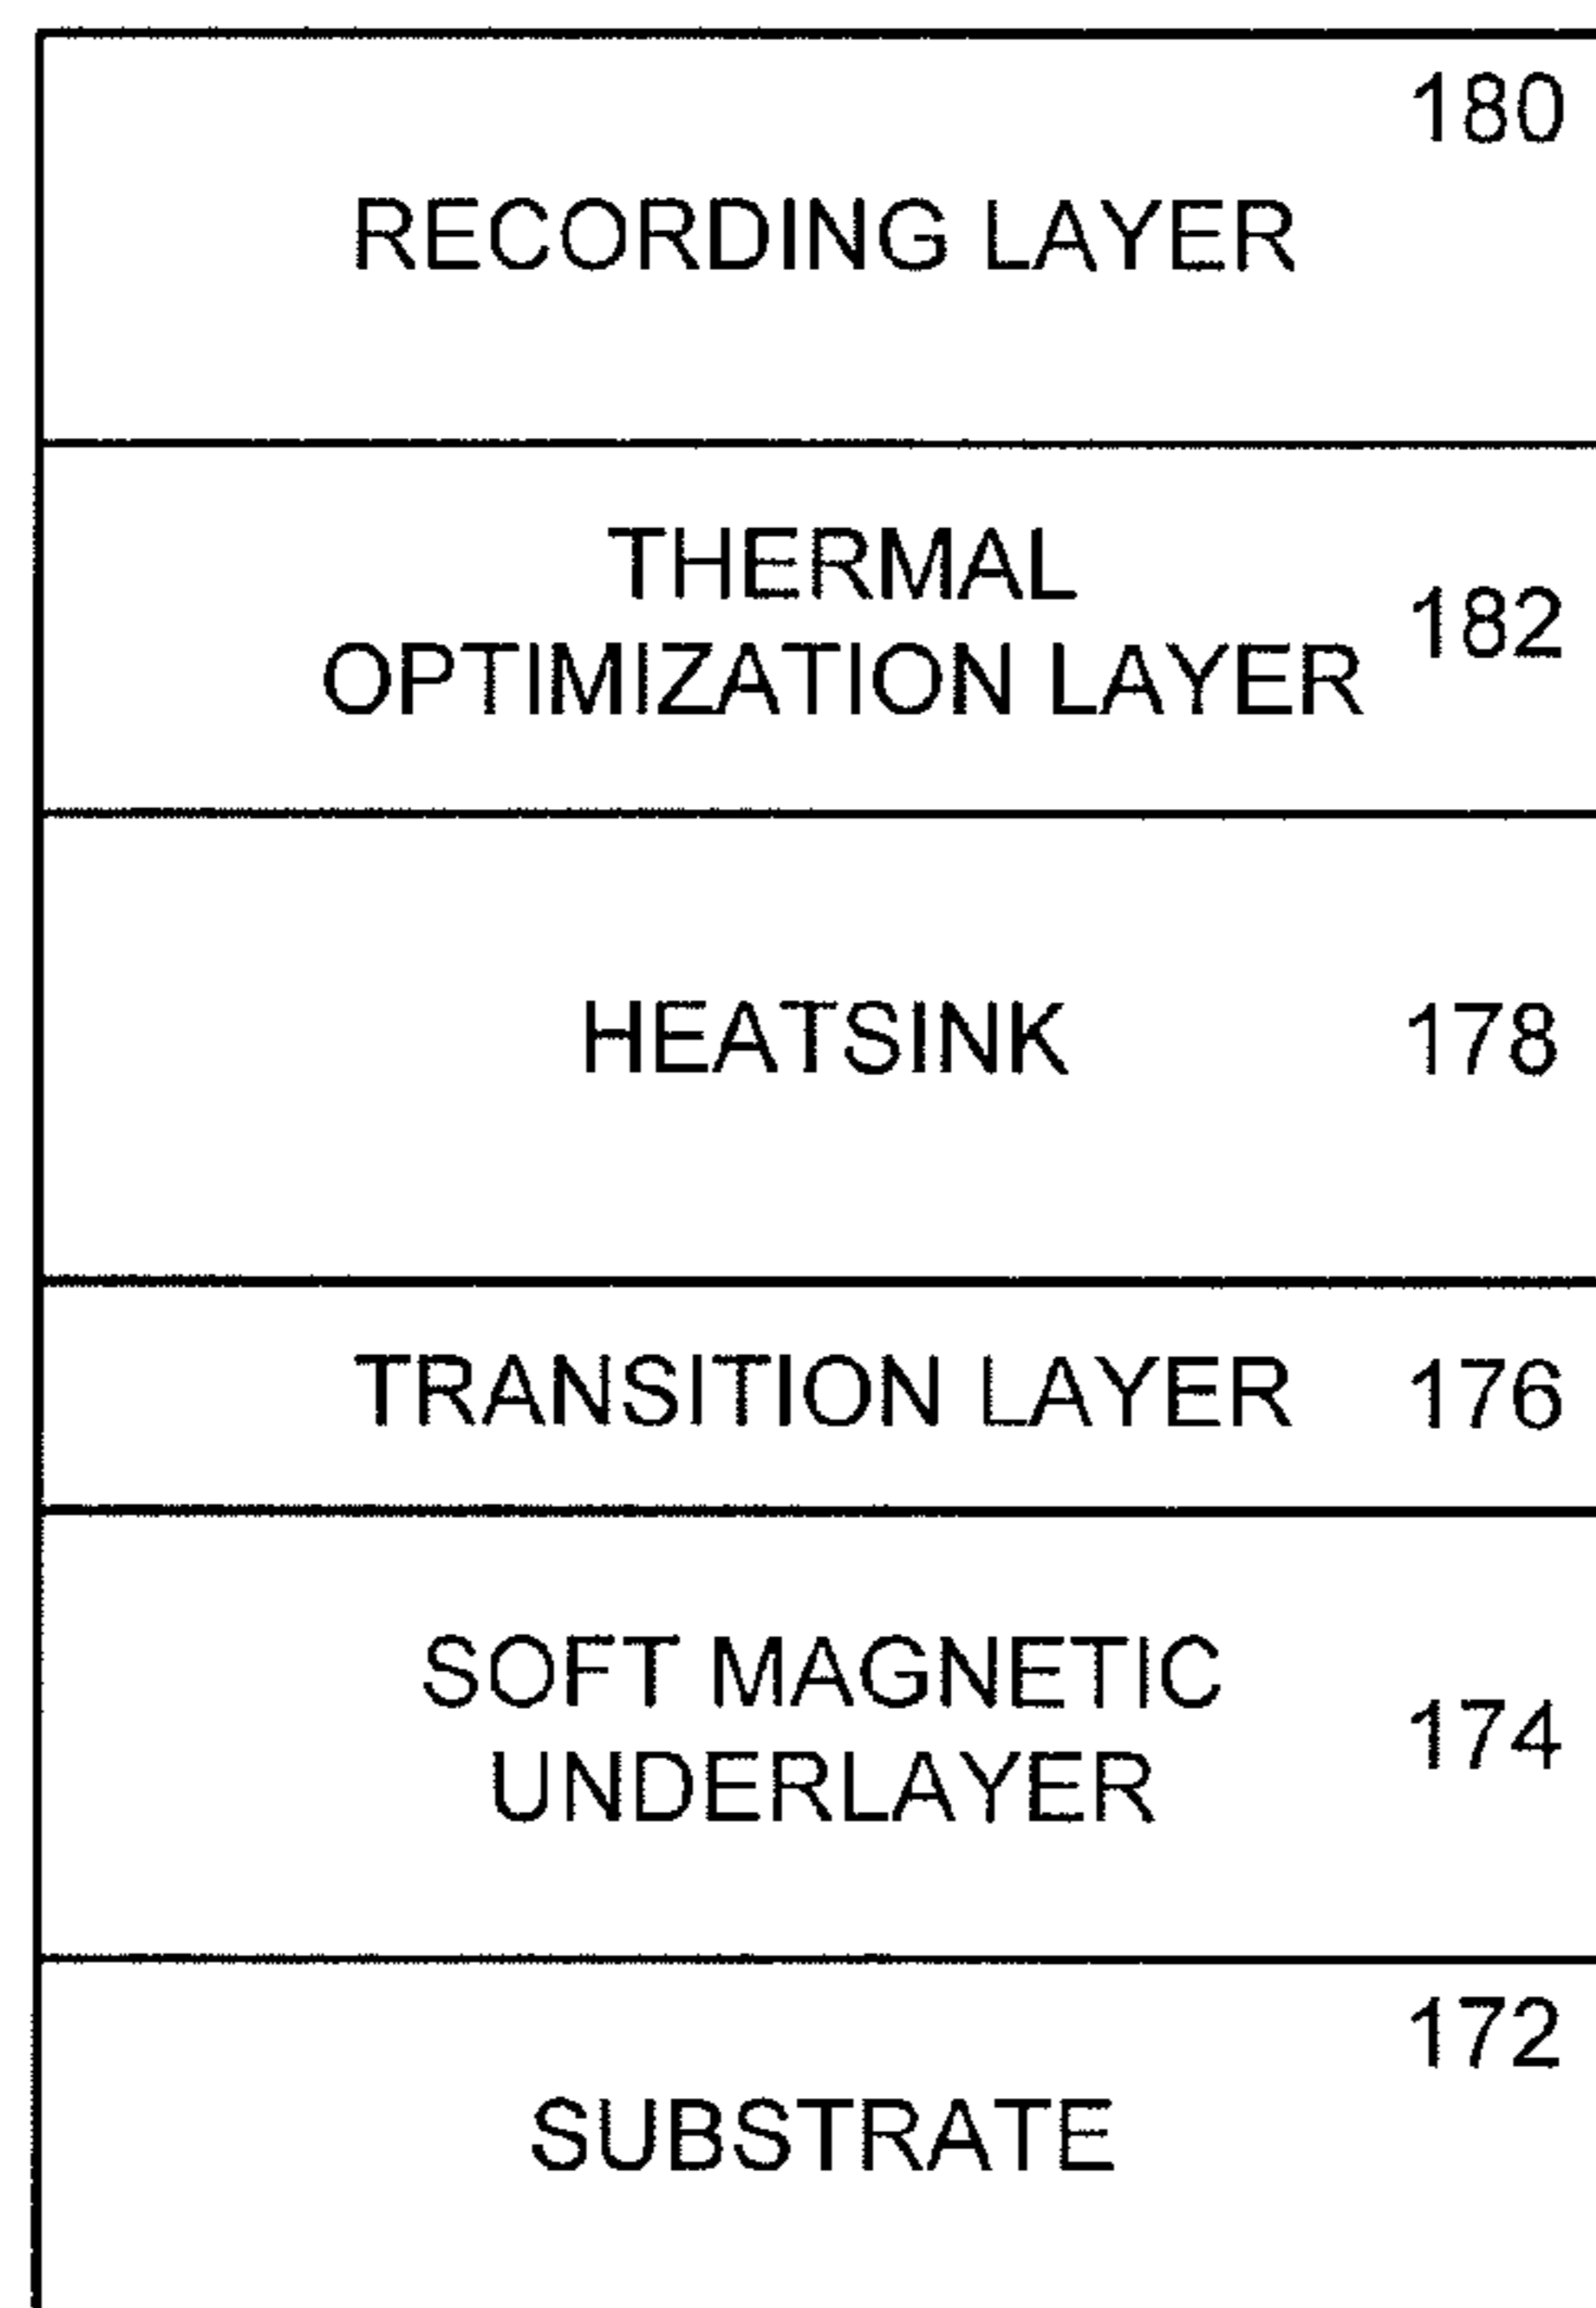 180
RECORDING LAYER
THERMAL
OPTIMIZATION LAYER
182
HEATSINK 178
TRANSITION LAYER 176
SOFT MAGNETIC
UNDERLAYER
174
172
SUBSTRATE